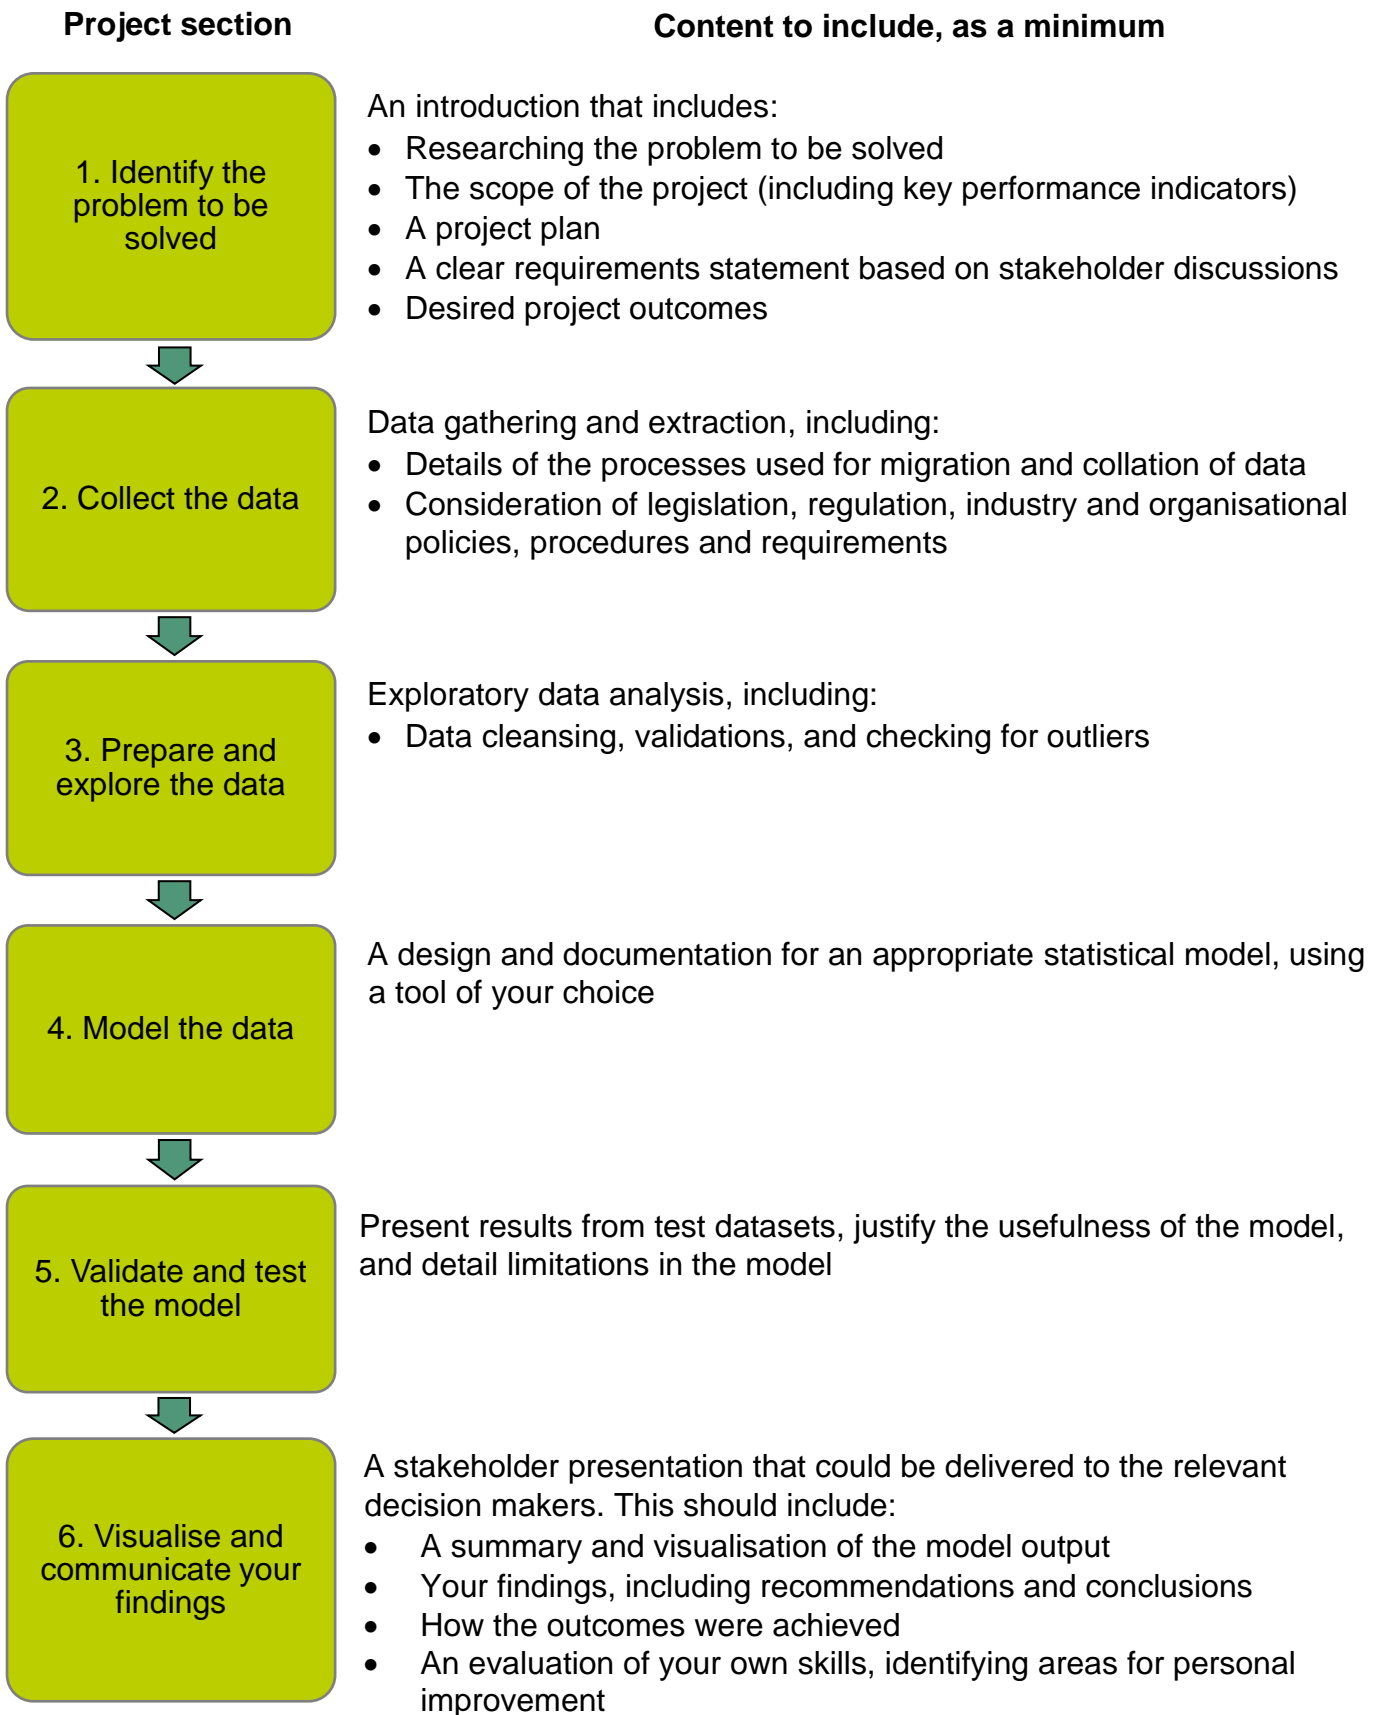 Project section
Content to include, as a minimum
1. Identify the
problem to be
solved
An introduction that includes:
• Researching the problem to be solved
• The scope of the project (including key performance indicators)
• A project plan
• A clear requirements statement based on stakeholder discussions
• Desired project outcomes
2. Collect the data
Data gathering and extraction, including:
• Details of the processes used for migration and collation of data
• Consideration of legislation, regulation, industry and organisational
policies, procedures and requirements
3. Prepare and
explore the data
Exploratory data analysis, including:
• Data cleansing, validations, and checking for outliers
4. Model the data
A design and documentation for an appropriate statistical model, using
a tool of your choice
5. Validate and test
the model
Present results from test datasets, justify the usefulness of the model,
and detail limitations in the model
6. Visualise and
communicate your
findings
A stakeholder presentation that could be delivered to the relevant
decision makers. This should include:
• A summary and visualisation of the model output
• Your findings, including recommendations and conclusions
• How the outcomes were achieved
• An evaluation of your own skills, identifying areas for personal
improvement